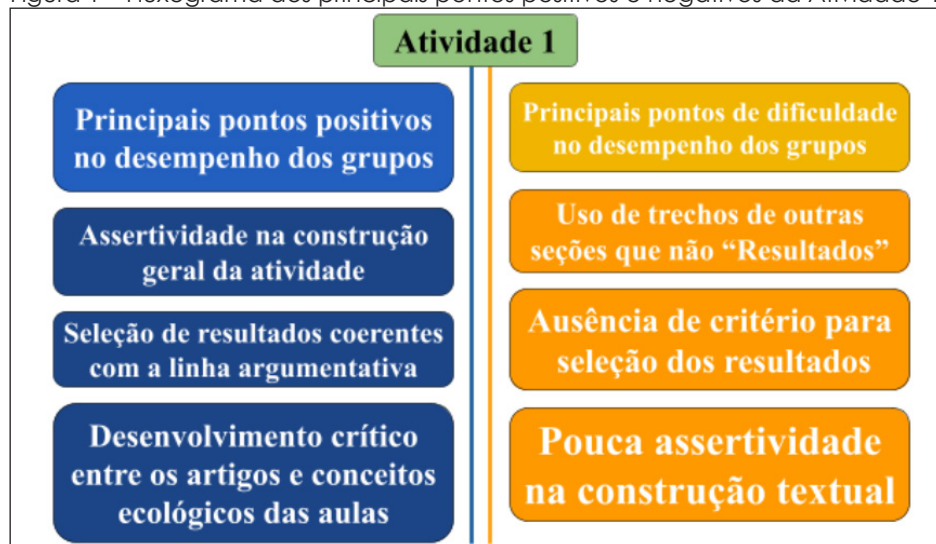 Atividade 1
Principais pontos positivos
no desempenho dos grupos
Assertividade na construção
geral da atividade
Seleção de resultados coerentes
com a linha argumentativa
Desenvolvimento crítico
entre os artigos e conceitos
ecológicos das aulas
Principais pontos de dificuldade
no desempenho dos grupos
Uso de trechos de outras
seções que não “Resultados”
Ausência de critério para
seleção dos resultados
Pouca assertividade
na construção textual